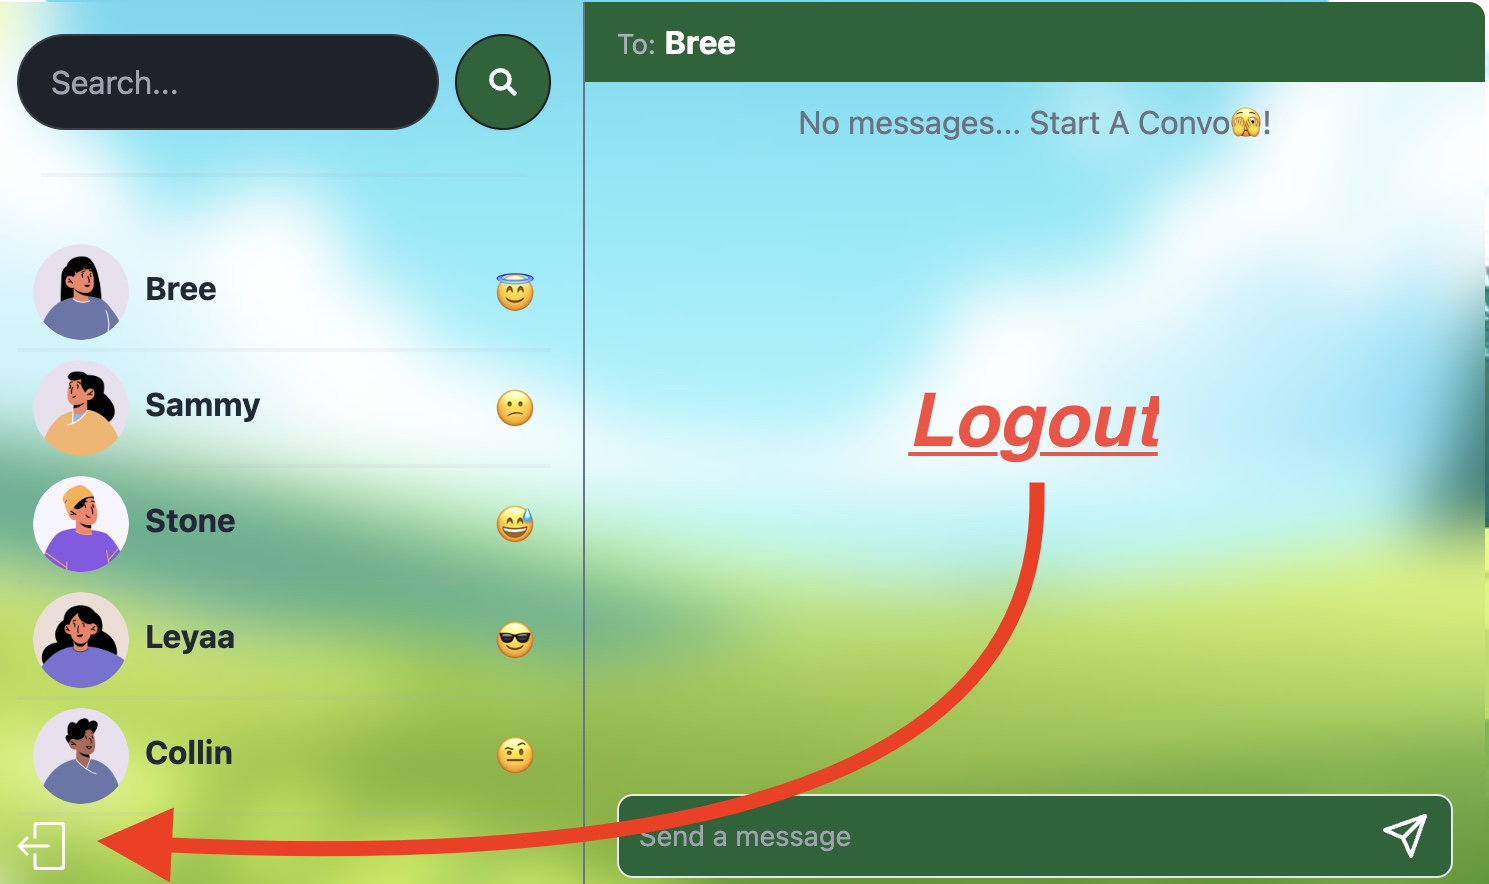 Search...
Bree
Sammy
Stone
Leyaa
Collin
To: Bree
No messages... Start A Convo🫣!
Logout
Send a message